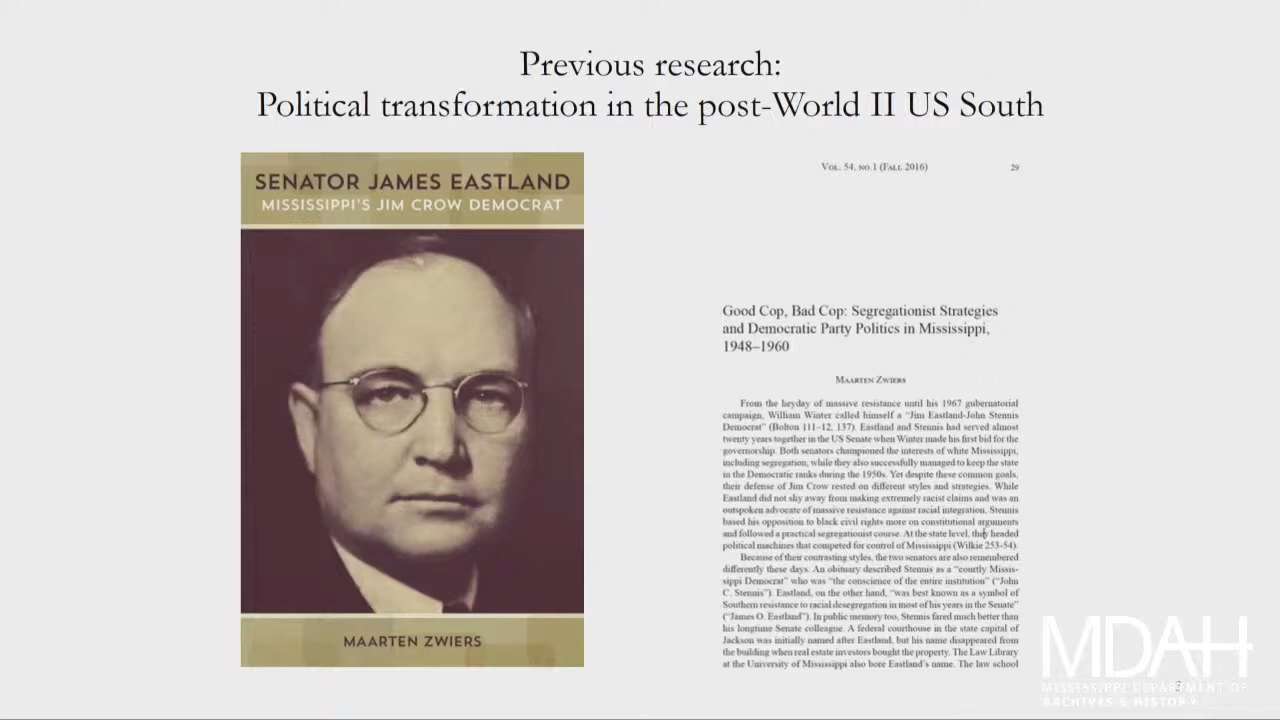 Previous research:
Political transformation in the post-World II US South
SENATOR JAMES EASTLAND
MISSISSIPPI'S JIM CROW DEMOCRAT
MAARTEN ZWIERS
VOL. 54, NO.1 (FALL 2016) 29
Good Cop, Bad Cop: Segregationist Strategies
and Democratic Party Politics in Mississippi,
1948–1960
MAARTEN ZWIERS
From the heyday of massive resistance until his 1967 gubernatorial
campaign, William Winter called himself a “Jim Eastland-John Stennis
Democrat” (Bolton 111–12, 137). Eastland and Stennis had served almost
twenty years together in the US Senate when Winter made his first bid for the
governorship. Both senators championed the interests of white Mississippi,
including segregation, while they also successfully managed to keep the state
in the Democratic ranks during the 1950s. Yet despite these common goals,
their defense of Jim Crow rested on different styles and strategies. While
Eastland did not shy away from making extremely racist claims and was an
outspoken advocate of massive resistance against racial integration, Stennis
based his opposition to black civil rights more on constitutional arguments
and followed a practical segregationist course. At the state level, they headed
political machines that competed for control of Mississippi (Wilkie 253-54).
Because of their contrasting styles, the two senators are also remembered
differently these days. An obituary described Stennis as a “courtly Missis-
sippi Democrat” who was “the conscience of the entire institution” (“John
C. Stennis”). Eastland, on the other hand, “was best known as a symbol of
Southern resistance to racial desegregation in most of his years in the Senate”
(“James O. Eastland”). In public memory too, Stennis fared much better than
his longtime Senate colleague. A federal courthouse in the state capital of
Jackson was initially named after Eastland, but his name disappeared from
the building when real estate investors bought the property. The Law Library
at the University of Mississippi also bore Eastland’s name. The law school
MDAH
MISSISSIPPI DEPARTMENT OF
ARCHIVES & HISTORY